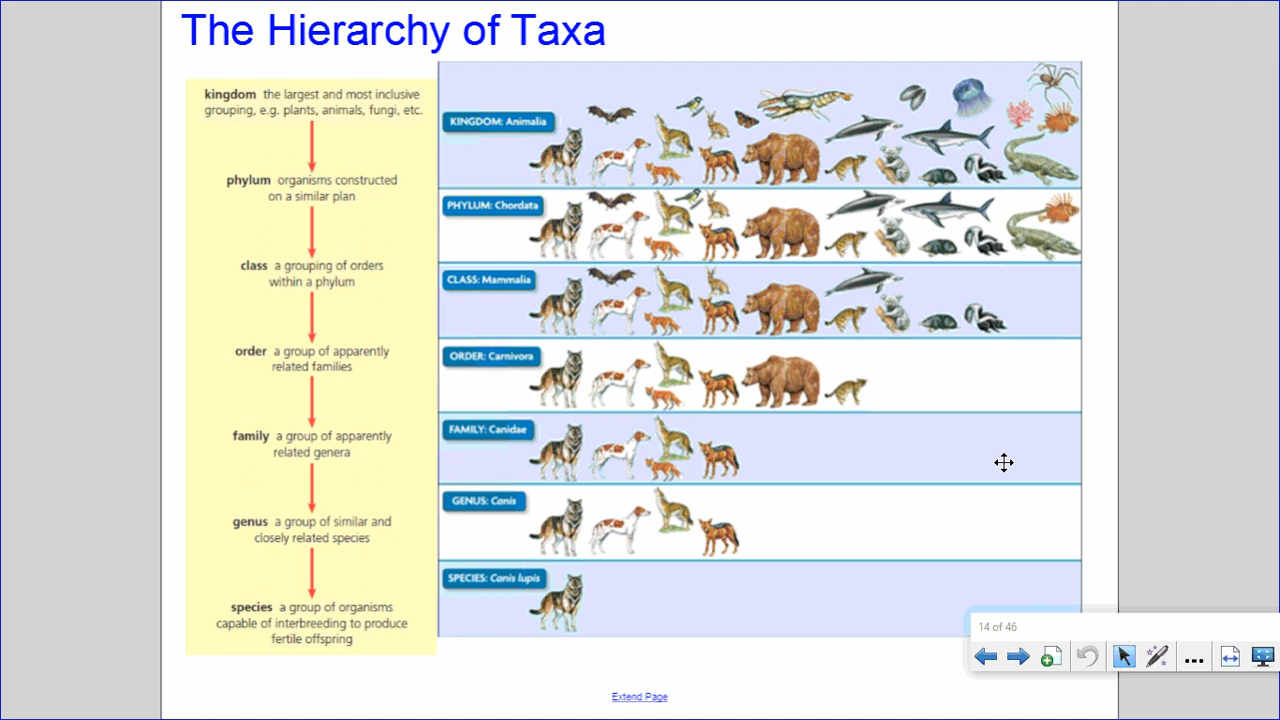 The Hierarchy of Taxa
kingdom the largest and most inclusive
grouping, e.g. plants, animals, fungi, etc.
phylum organisms constructed
on a similar plan
class a grouping of orders
within a phylum
order a group of apparently
related families
family a group of apparently
related genera
genus a group of similar and
closely related species
species a group of organisms
capable of interbreeding to produce
fertile offspring
KINGDOM: Animalia
PHYLUM: Chordata
CLASS: Mammalia
ORDER: Carnivora
FAMILY: Canidae
GENUS: Canis
SPECIES: Canis lupis
14 of 46
Extend Page